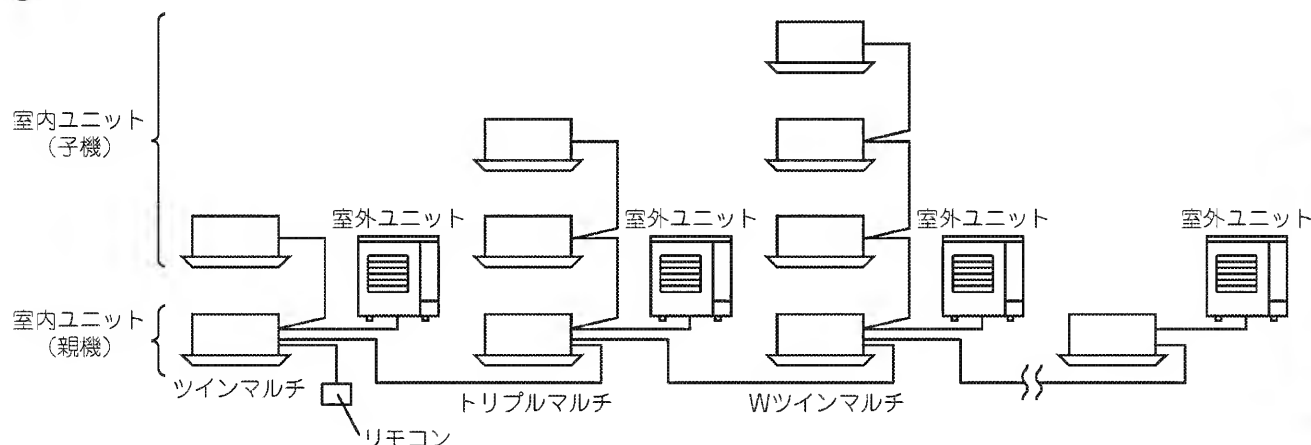 室内ユニット
(子機)
室外ユニット
室外ユニット
室外ユニット
室外ユニット
室内ユニット
(親機)
ツインマルチ
トリプルマルチ
Wツインマルチ
リモコン